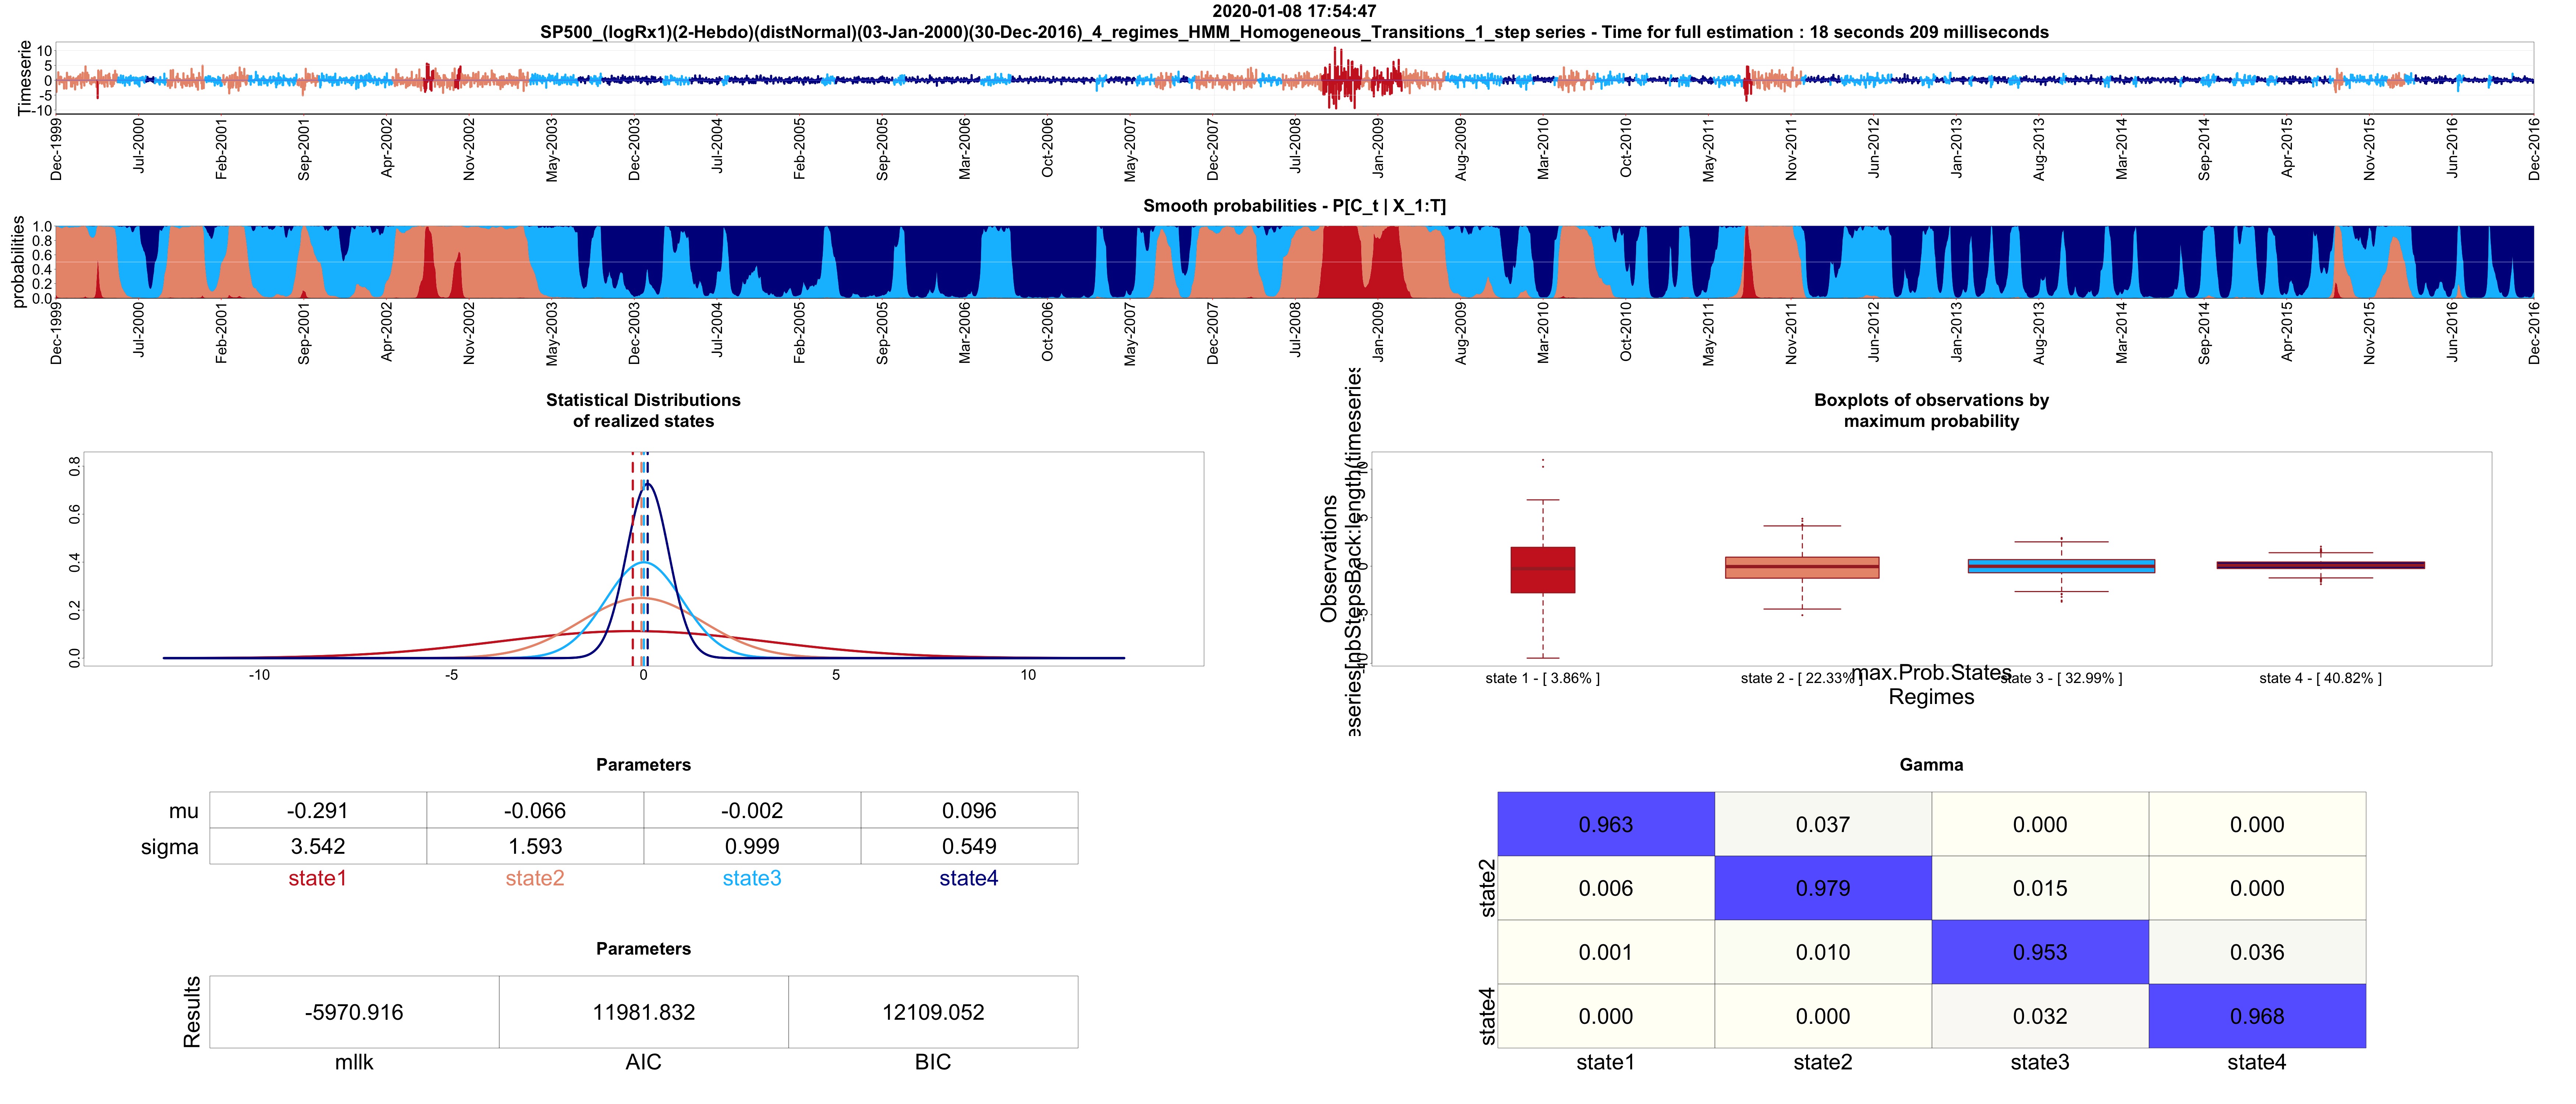 2020-01-08 17:54:47
SP500_(logRx1)(2-Hebdo)(distNormal)(03-Jan-2000)(30-Dec-2016)_4_regimes_HMM_Homogeneous_Transitions_1_step series - Time for full estimation : 18 seconds 209 milliseconds
Timeserie
10
5
0
-5
-10
Dec-1999 Jul-2000 Feb-2001 Sep-2001 Apr-2002 Nov-2002 May-2003 Dec-2003 Jul-2004 Feb-2005 Sep-2005 Mar-2006 Oct-2006 May-2007 Dec-2007 Jul-2008 Jan-2009 Aug-2009 Mar-2010 Oct-2010 May-2011 Nov-2011 Jun-2012 Jan-2013 Aug-2013 Mar-2014 Sep-2014 Apr-2015 Nov-2015 Jun-2016 Dec-2016
Smooth probabilities - P[C_t | X_1:T]
probabilities
1.0
0.8
0.6
0.4
0.2
0.0
Dec-1999 Jul-2000 Feb-2001 Sep-2001 Apr-2002 Nov-2002 May-2003 Dec-2003 Jul-2004 Feb-2005 Sep-2005 Mar-2006 Oct-2006 May-2007 Dec-2007 Jul-2008 Jan-2009 Aug-2009 Mar-2010 Oct-2010 May-2011 Nov-2011 Jun-2012 Jan-2013 Aug-2013 Mar-2014 Sep-2014 Apr-2015 Nov-2015 Jun-2016 Dec-2016
Statistical Distributions
of realized states
0.8
0.6
0.4
0.2
0.0
-10 -5 0 5 10
Boxplots of observations by
maximum probability
Observations
eseries[nbStepsBack:length(timeseries
10
5
0
-5
-10
state 1 - [ 3.86% ] state 2 - [ 22.33% ] state 3 - [ 32.99% ] state 4 - [ 40.82% ]
max.Prob.States
Regimes
Parameters
mu -0.291 -0.066 -0.002 0.096
sigma 3.542 1.593 0.999 0.549
state1 state2 state3 state4
Parameters
Results
-5970.916 11981.832 12109.052
mllk AIC BIC
Gamma
0.963 0.037 0.000 0.000
state2
0.006 0.979 0.015 0.000
0.001 0.010 0.953 0.036
state4
0.000 0.000 0.032 0.968
state1 state2 state3 state4